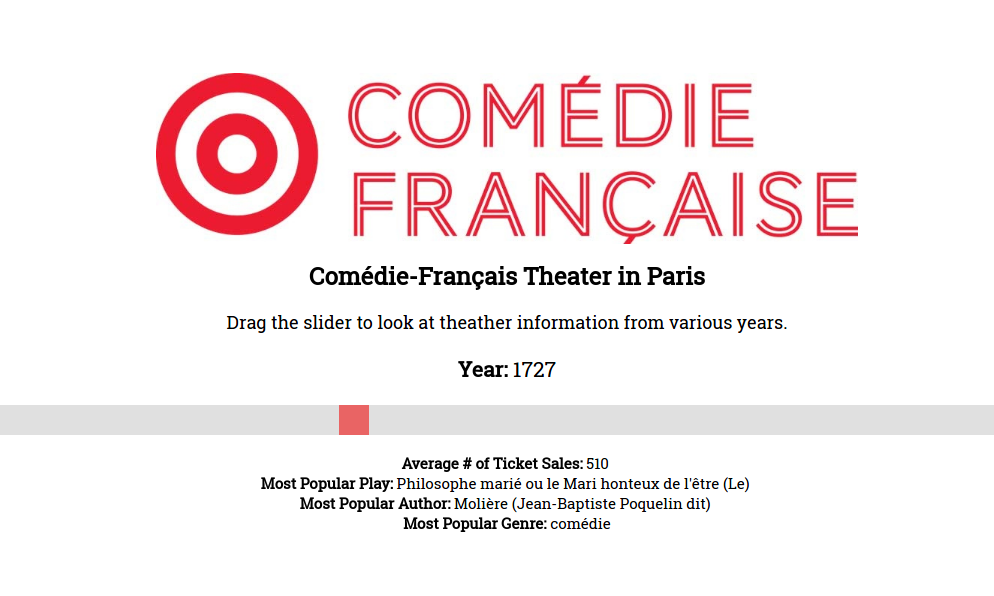 COMÉDIE
FRANÇAISE
Comédie-Français Theater in Paris
Drag the slider to look at theather information from various years.
Year: 1727
Average # of Ticket Sales: 510
Most Popular Play: Philosophe marié ou le Mari honteux de l'être (Le)
Most Popular Author: Molière (Jean-Baptiste Poquelin dit)
Most Popular Genre: comédie